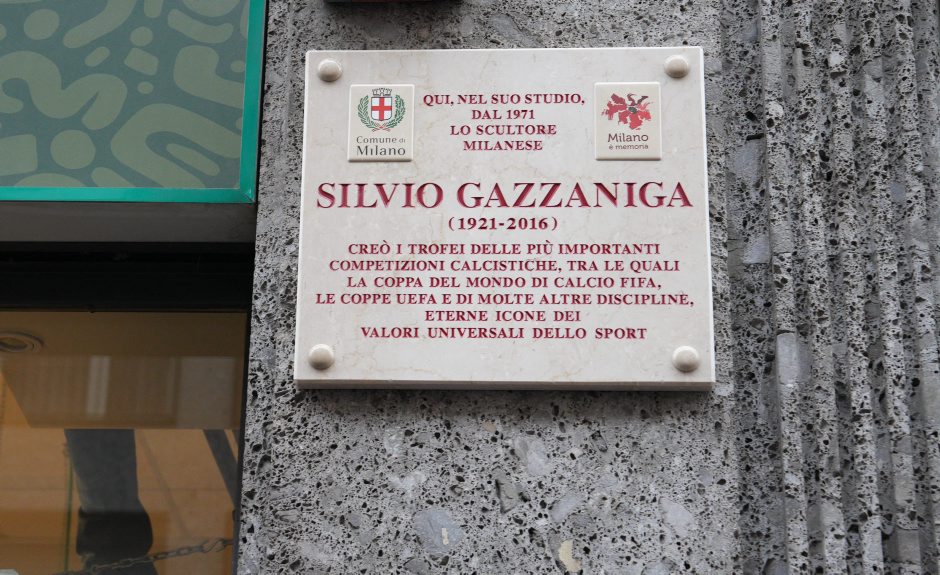 QUI, NEL SUO STUDIO,
DAL 1971
LO SCULTORE
MILANESE
Comune di
Milano
Milano
è memoria
SILVIO GAZZANIGA
(1921-2016)
CREÒ I TROFEI DELLE PIÙ IMPORTANTI
COMPETIZIONI CALCISTICHE, TRA LE QUALI
LA COPPA DEL MONDO DI CALCIO FIFA,
LE COPPE UEFA E DI MOLTE ALTRE DISCIPLINE,
ETERNE ICONE DEI
VALORI UNIVERSALI DELLO SPORT